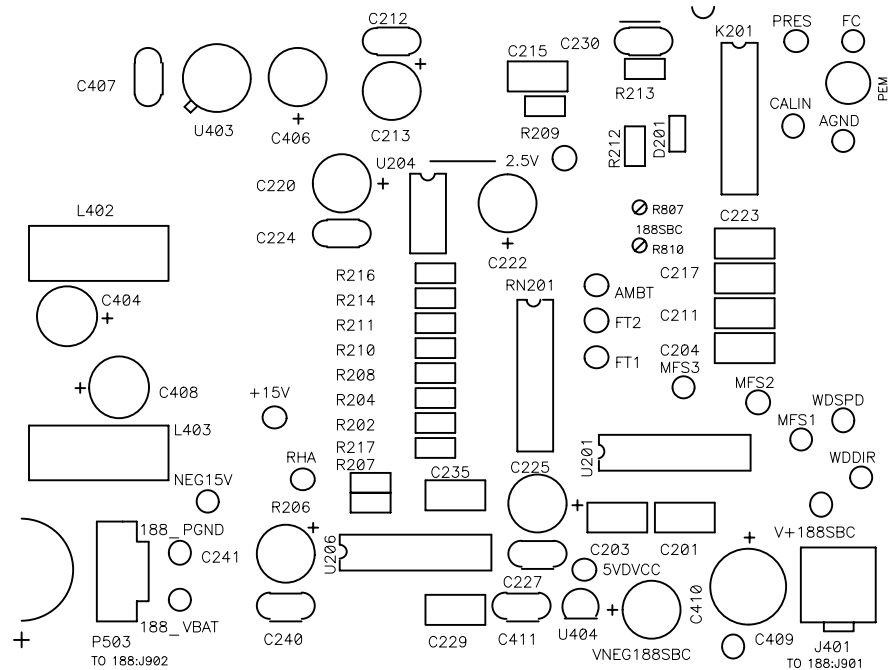 C212
PRES
FC
C407
U403
C406
C213
C215
C230
K201
R213
PEM
CALIN
AGND
R209
R212
D201
U204
2.5V
C220
R807
188SBC
R810
C223
L402
C224
C222
R216
RN201
C217
C404
R214
AMBT
R211
FT2
C211
R210
FT1
C204
R208
MFS3
C408
+15V
R204
MFS2
WDSPD
R202
MFS1
L403
R217
U201
RHA
R207
C235
C225
WDDIR
NEG15V
R206
188_PGND
U206
V+188SBC
C241
C203
C201
5VDVCC
C227
C410
188_VBAT
P503
C240
C229
C411
U404
C409
J401
VNEG188SBC
TO 188:J902
TO 188:J901